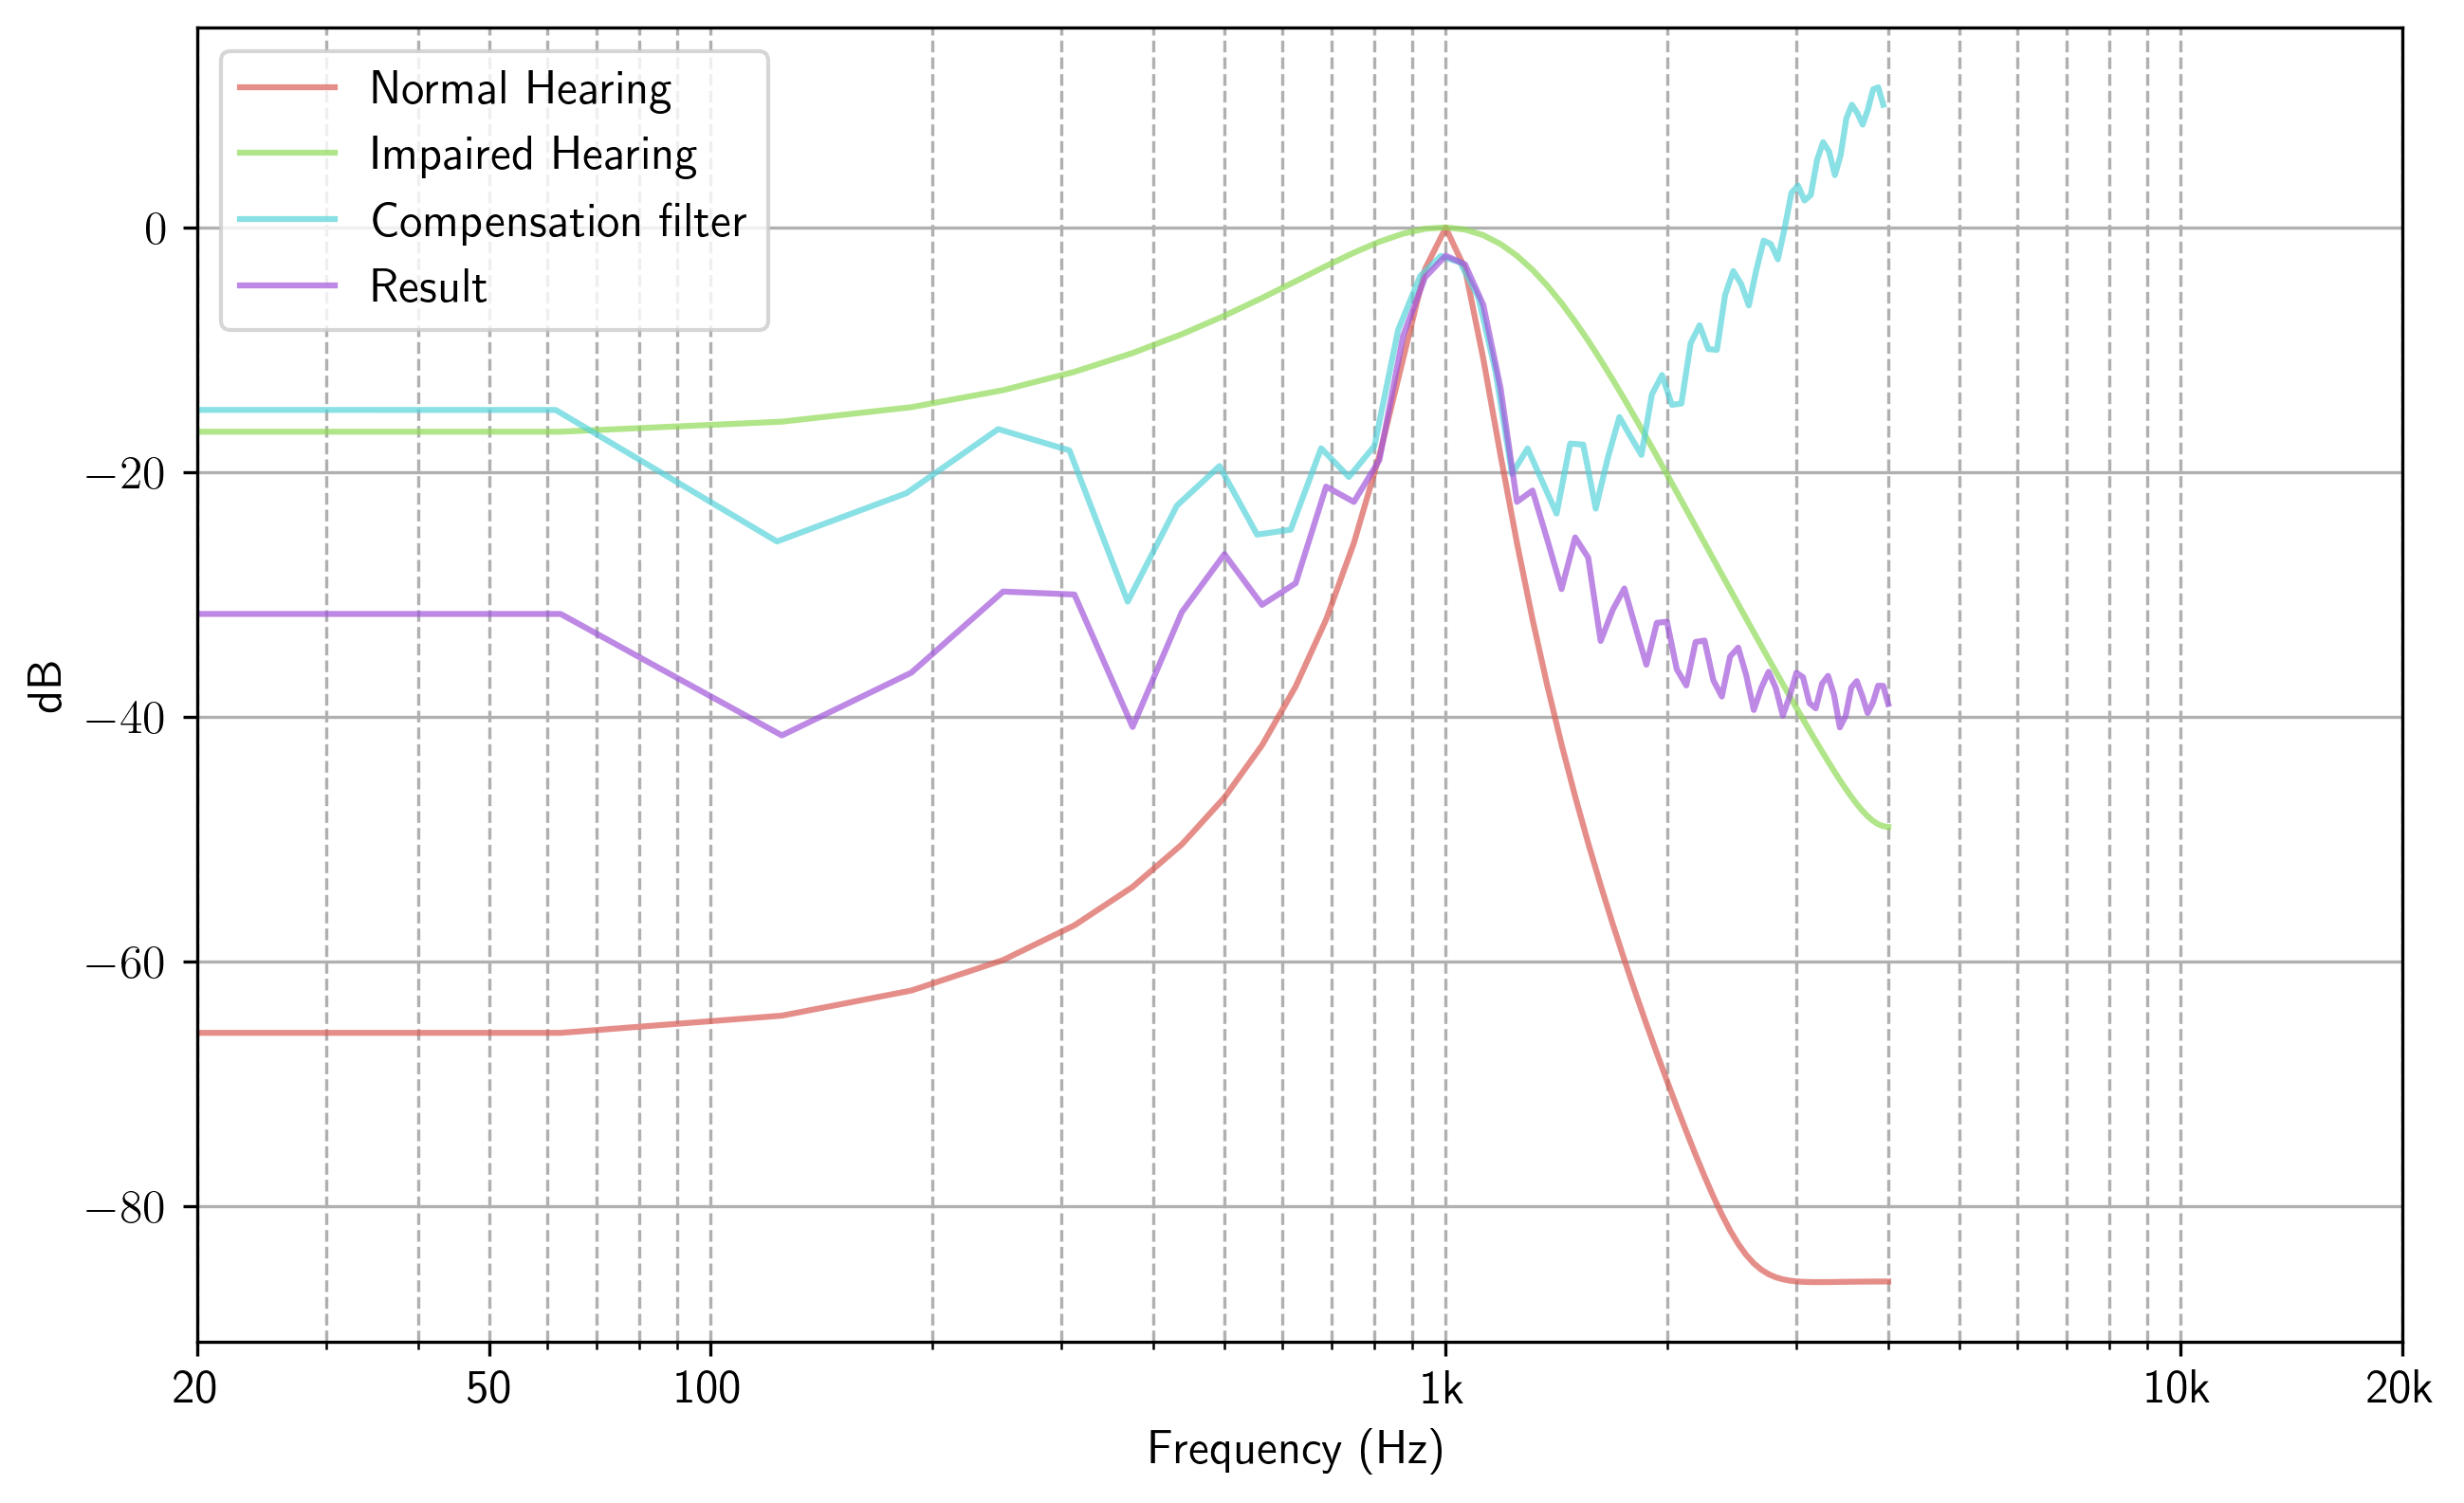 Normal Hearing
Impaired Hearing
Compensation filter
Result
0
−20
−40
−60
−80
dB
20 50 100 1k 10k 20k
Frequency (Hz)